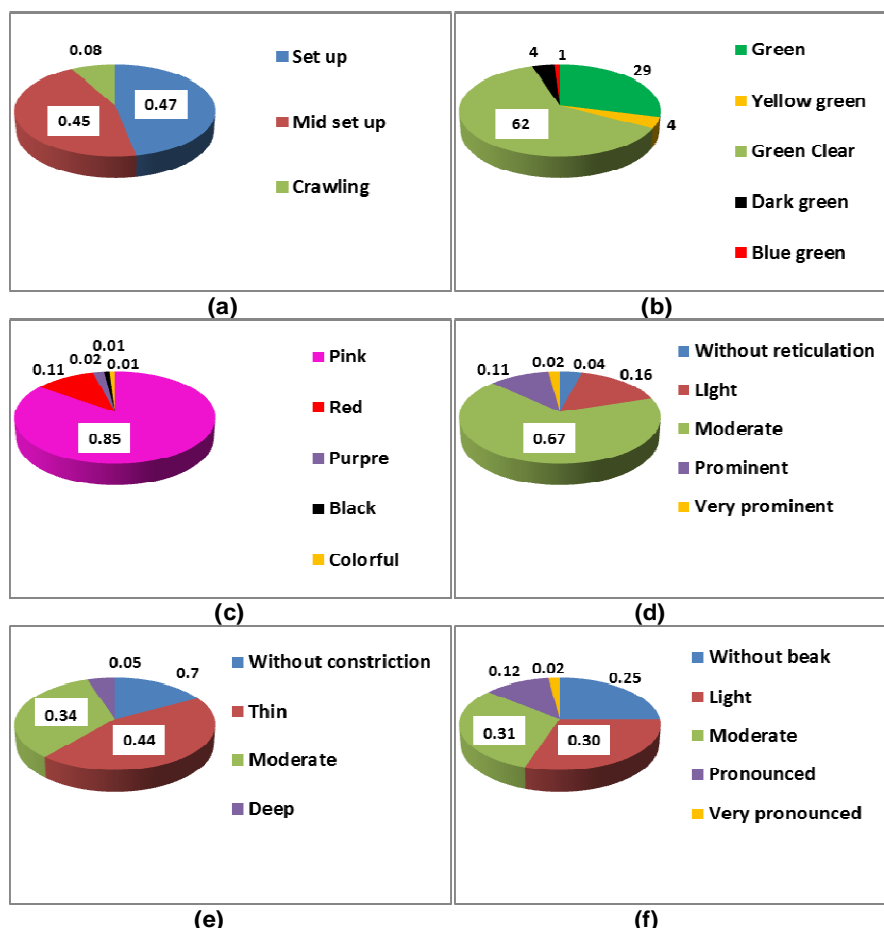 0.08
0.45
0.47
Set up
Mid set up
Crawling
(a)
4
1
29
4
62
Green
Yellow green
Green Clear
Dark green
Blue green
(b)
0.01
0.02
0.01
0.11
0.85
Pink
Red
Purpre
Black
Colorful
(c)
0.11
0.02
0.04
0.16
0.67
Without reticulation
Light
Moderate
Prominent
Very prominent
(d)
0.05
0.7
0.34
0.44
Without constriction
Thin
Moderate
Deep
(e)
0.12
0.02
0.25
0.31
0.30
Without beak
Light
Moderate
Pronounced
Very pronounced
(f)